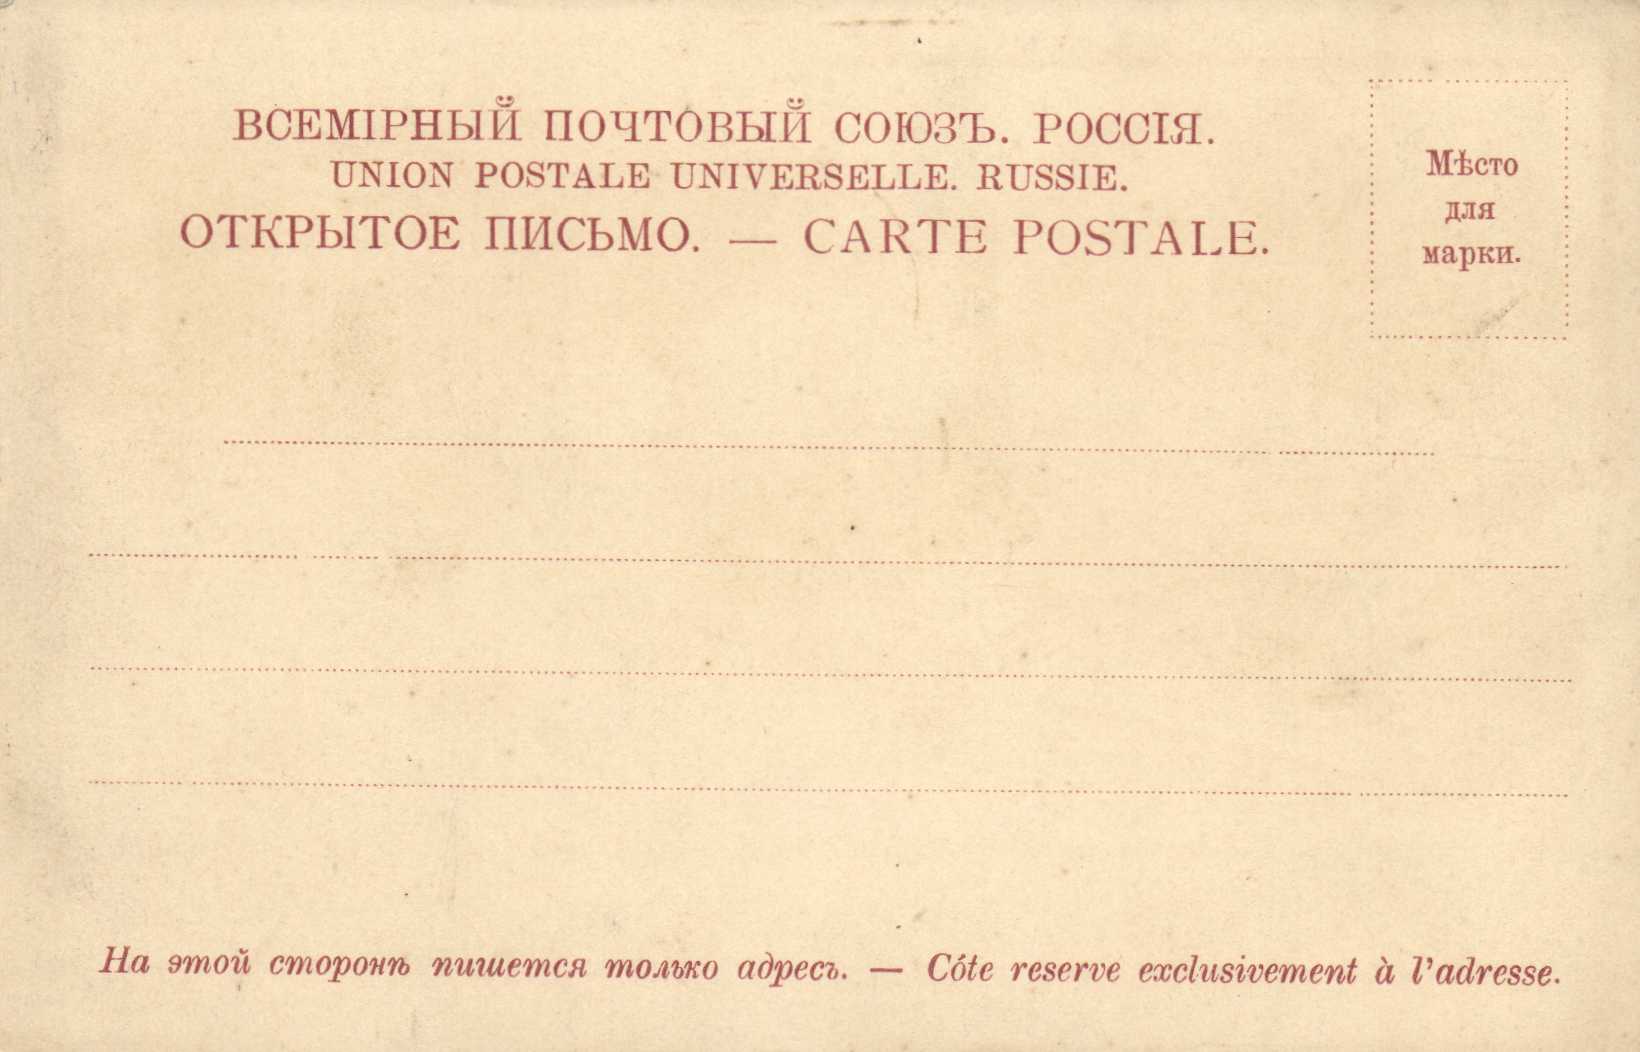 ВСЕМІРНЫЙ ПОЧТОВЫЙ СОЮЗЪ. РОССІЯ.
UNION POSTALE UNIVERSELLE. RUSSIE.
ОТКРЫТОЕ ПИСЬМО. — CARTE POSTALE.
Мѣсто
для
марки.
На этой сторонѣ пишется только адресъ. — Cóte reserve exclusivement à l'adresse.